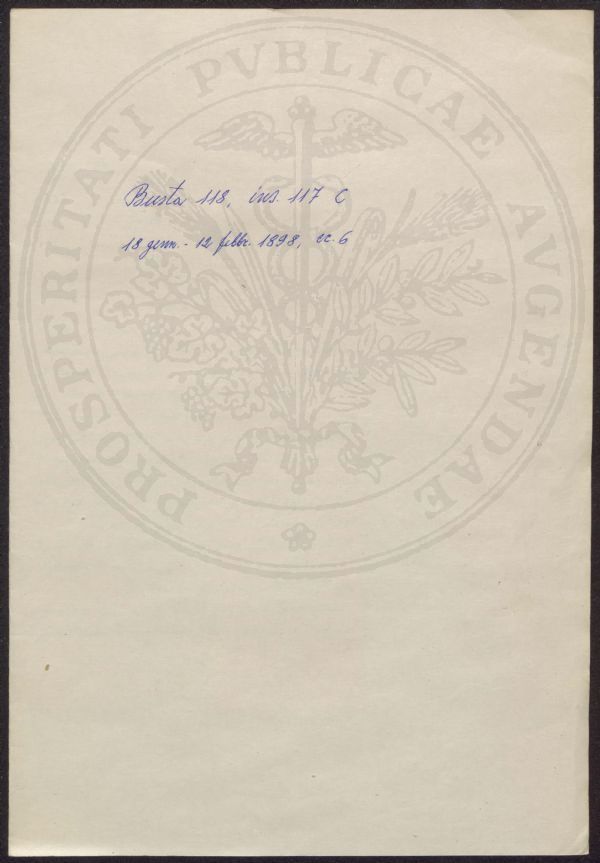 PROSPERITATI PVBLICAE AVGENDAE
Busta 118, ins. 117 C
18 genn. - 12 febbr. 1898, cc. 6